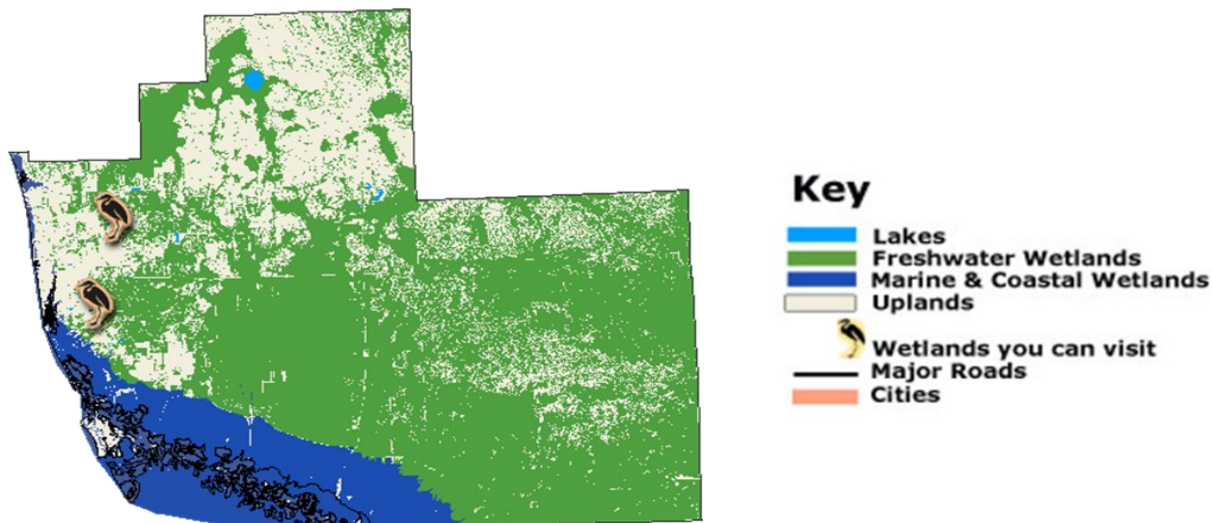 Key
Lakes
Freshwater Wetlands
Marine & Coastal Wetlands
Uplands
Wetlands you can visit
Major Roads
Cities